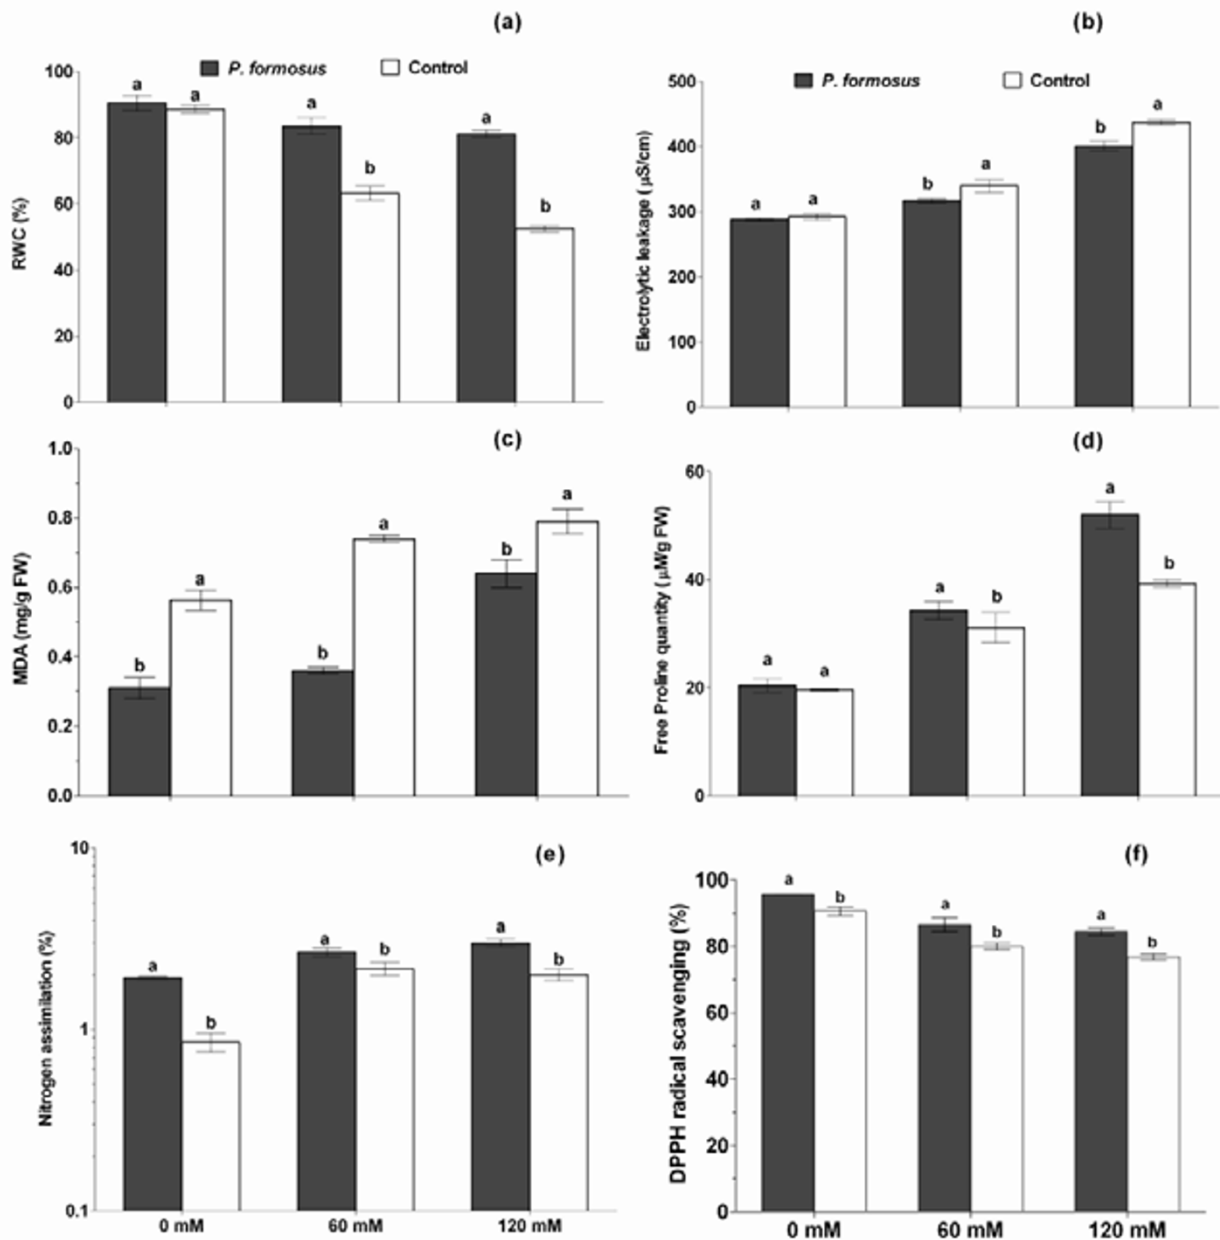 (a)
P. formosus Control
RWC (%)
100
80
60
40
20
0
a a
a b
a b
(b)
P. formosus Control
Electrolytic leakage ( µS/cm)
500
400
300
200
100
0
a a
b a
b a
(c)
MDA (mg/g FW)
1.0
0.8
0.6
0.4
0.2
0.0
b a
b a
b a
(d)
Free Proline quantity ( µM/g FW)
60
40
20
0
a a
a b
a b
(e)
Nitrogen assimilation (%)
10
1
0.1
a b
a b
a b
0 mM 60 mM 120 mM
(f)
DPPH radical scavenging (%)
100
80
60
40
20
0
a b
a b
a b
0 mM 60 mM 120 mM